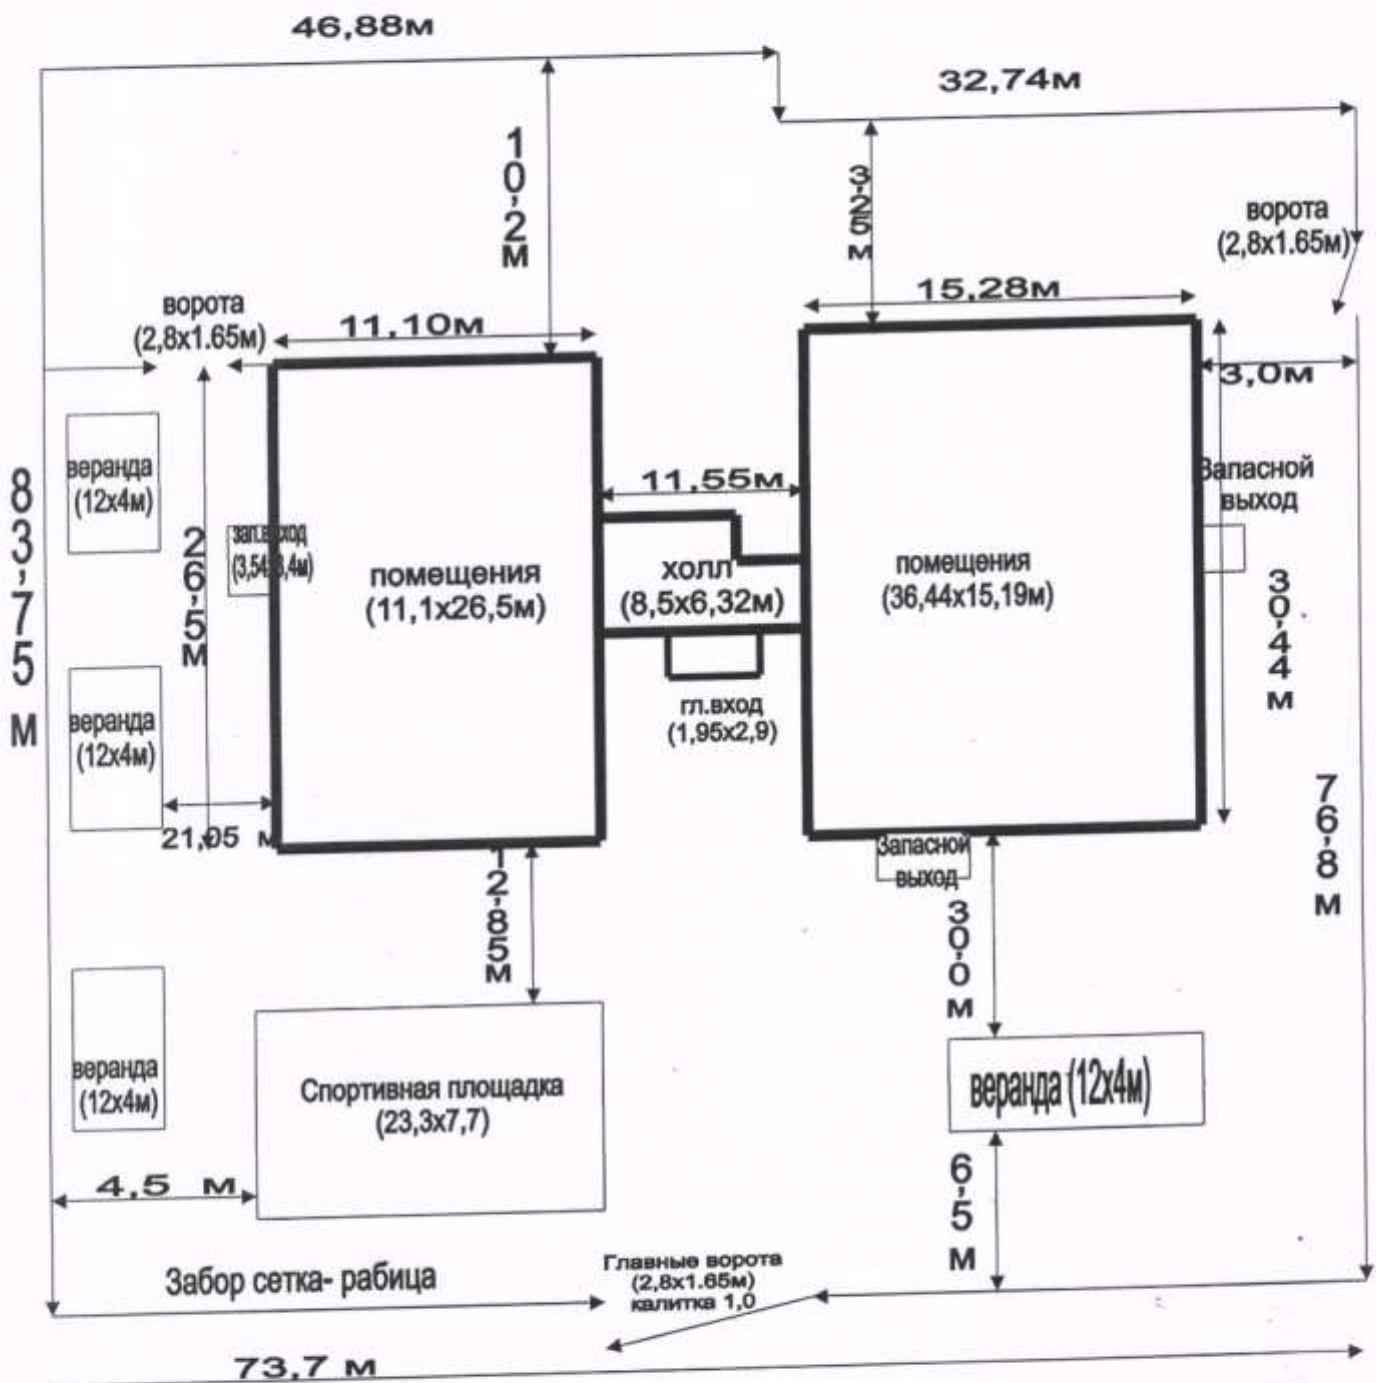 46,88м
32,74м
10,2м
3,25м
ворота
(2,8х1.65м)
ворота
(2,8х1.65м)
11,10м
15,28м
3,0м
83,75 м
веранда
(12х4м)
26,5м
11,55м
Запасной
выход
помещения
(11,1х26,5м)
холл
(8,5х6,32м)
помещения
(36,44х15,19м)
30,44м
гл.вход
(1,95х2,9)
веранда
(12х4м)
21,05 м
12,85м
Запасной
выход
76,8м
30,0м
веранда
(12х4м)
Спортивная площадка
(23,3х7,7)
веранда (12х4м)
4,5 м
6,5 м
Забор сетка- рабица
Главные ворота
(2,8х1.65м)
калитка 1,0
73,7 м